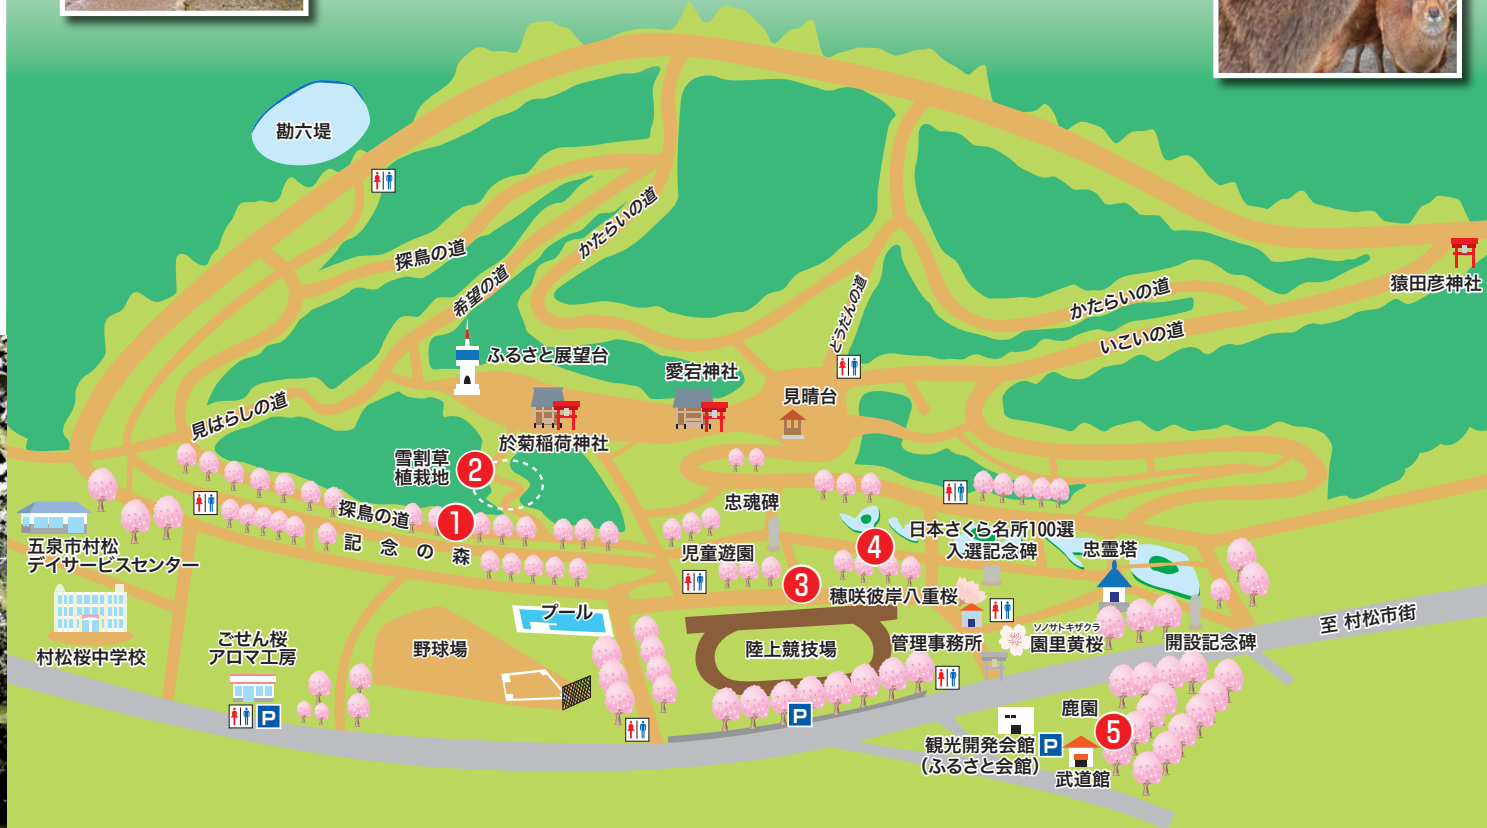 勘六堤
探鳥の道
希望の道
かたらいの道
どうだんの道
かたらいの道
いこいの道
猿田彦神社
ふるさと展望台
愛宕神社
見晴台
見はらしの道
於菊稲荷神社
雪割草
植栽地
2
探鳥の道
1
記念の森
忠魂碑
児童遊園
3
4
日本さくら名所100選
入選記念碑
忠霊塔
穂咲彼岸八重桜
五泉市村松
デイサービスセンター
村松桜中学校
ごせん桜
アロマ工房
P
野球場
プール
陸上競技場
P
管理事務所
ソノサトキザクラ
園里黄桜
開設記念碑
至 村松市街
鹿園
5
観光開発会館
(ふるさと会館)
P
武道館